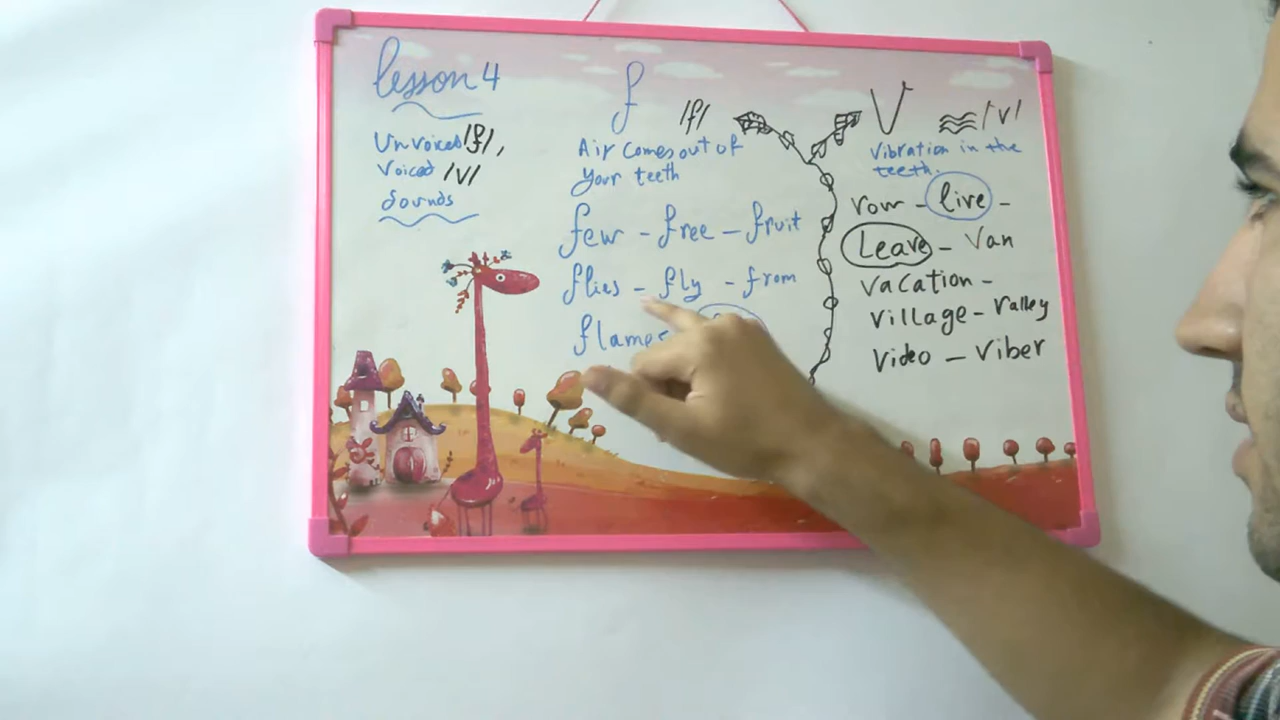 lesson 4
Unvoiced /f/,
Voiced /v/
Sounds
f /f/
Air comes out of
your teeth
few - free - fruit
flies - fly - from
flames
V /v/
Vibration in the
teeth.
vow - live -
Leave - Van
vacation -
village - valley
video - viber